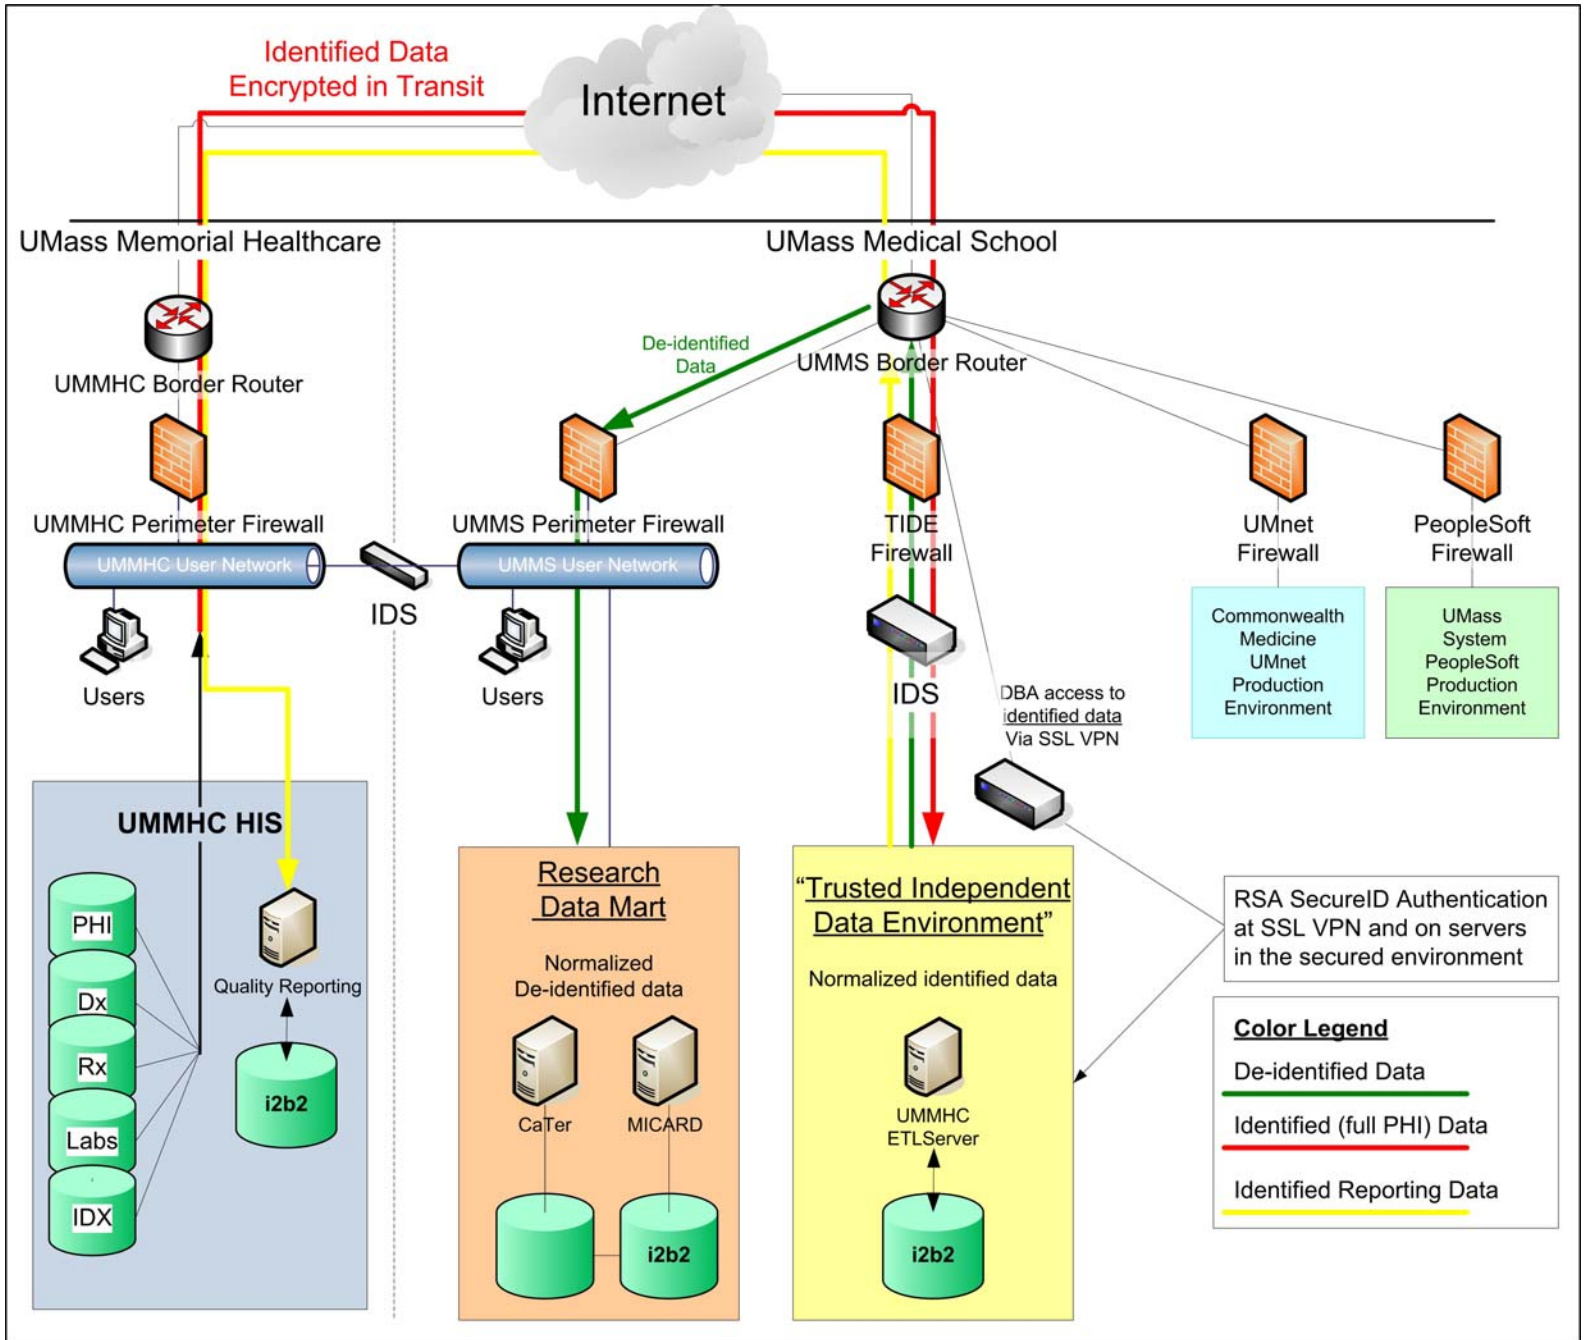 Identified Data
Encrypted in Transit
Internet
UMass Memorial Healthcare
UMass Medical School
De-identified
Data
UMMHC Border Router
UMMS Border Router
UMMHC Perimeter Firewall
UMMS Perimeter Firewall
TIDE
Firewall
UMnet
Firewall
PeopleSoft
Firewall
UMMHC User Network
UMMS User Network
IDS
Users
Users
IDS
Commonwealth
Medicine
UMnet
Production
Environment
UMass
System
PeopleSoft
Production
Environment
DBA access to
identified data
Via SSL VPN
UMMHC HIS
PHI
Dx
Rx
Labs
IDX
Quality Reporting
i2b2
Research
Data Mart
Normalized
De-identified data
CaTer
MICARD
i2b2
“Trusted Independent
Data Environment”
Normalized identified data
UMMHC
ETLServer
i2b2
RSA SecureID Authentication
at SSL VPN and on servers
in the secured environment
Color Legend
De-identified Data
Identified (full PHI) Data
Identified Reporting Data